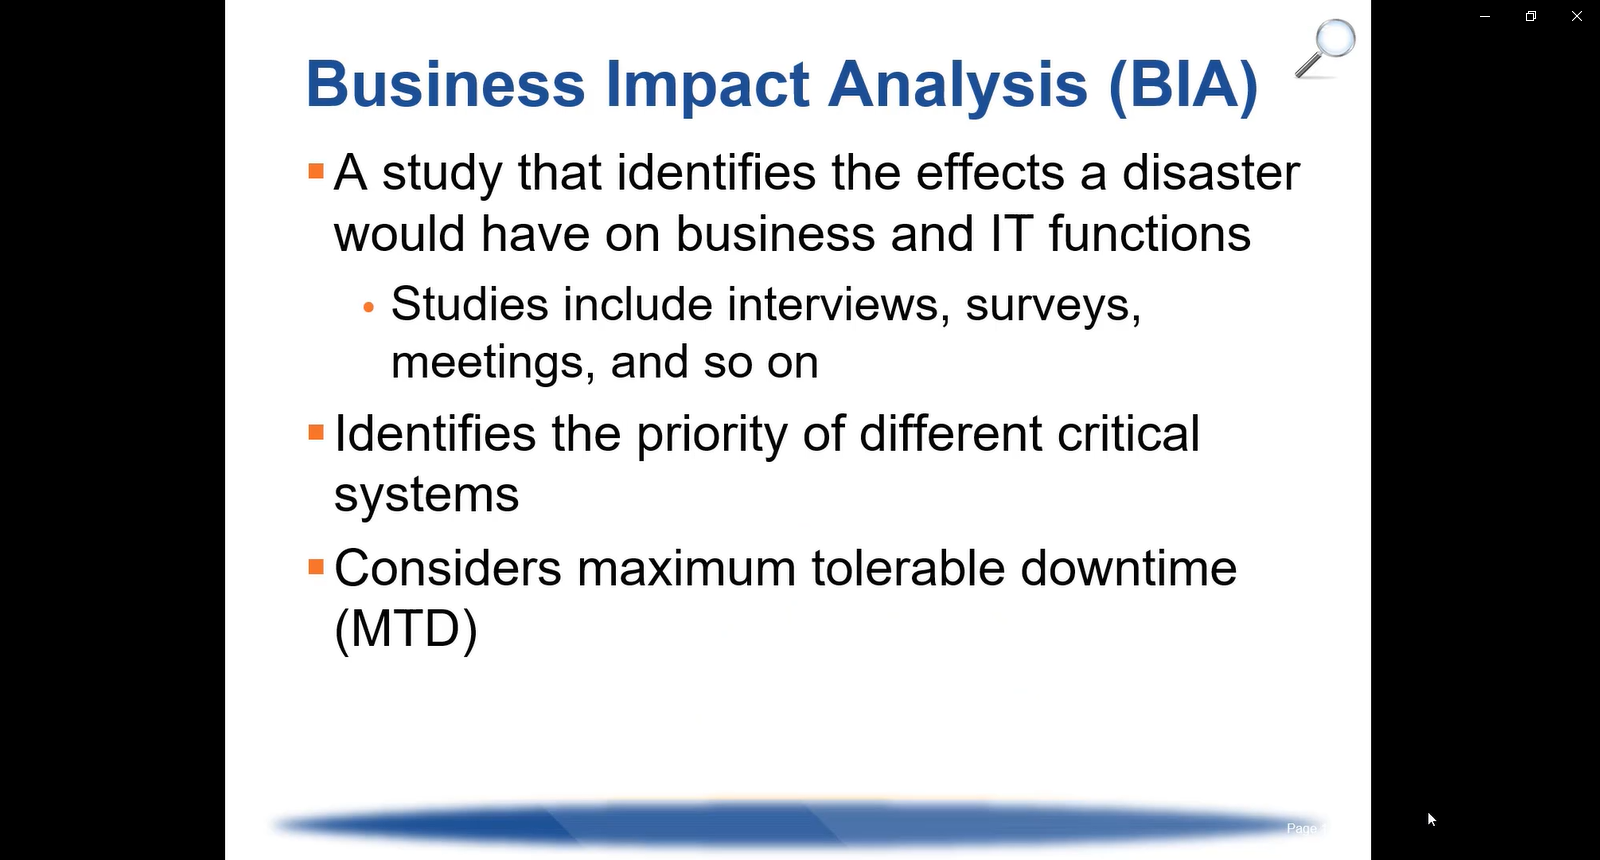 Business Impact Analysis (BIA)
A study that identifies the effects a disaster
would have on business and IT functions
Studies include interviews, surveys,
meetings, and so on
Identifies the priority of different critical
systems
Considers maximum tolerable downtime
(MTD)
Page